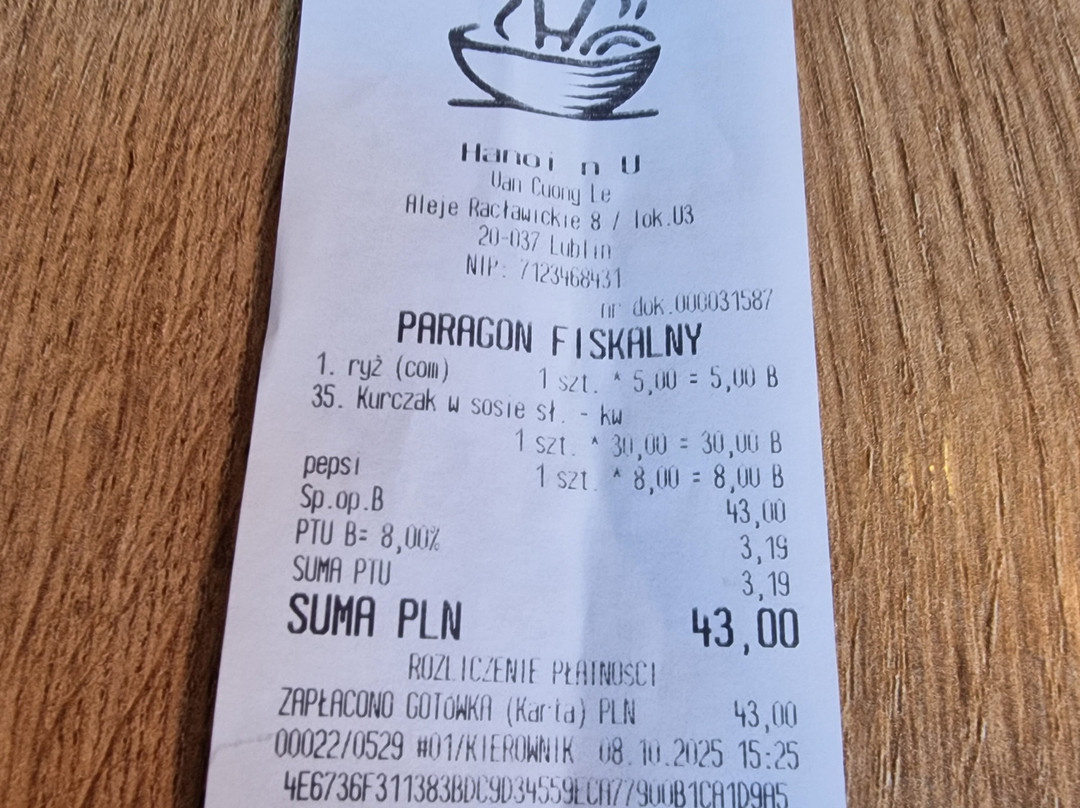 Hanoi n U
Van Cuong Le
Aleje Racławickie 8 / lok.U3
20-037 Lublin
NIP: 7123468431
nr dok.000031587
PARAGON FISKALNY
1. ryż (com) 1 szt. * 5,00 = 5,00 B
35. Kurczak w sosie sł. - kw
1 szt. * 30,00 = 30,00 B
pepsi 1 szt. * 8,00 = 8,00 B
Sp.op.B 43,00
PTU B= 8,00% 3,19
SUMA PTU 3,19
SUMA PLN 43,00
ROZLICZENIE PŁATNOŚCI
ZAPŁACONO GOTÓWKA (Karta) PLN 43,00
00022/0529 #01/KIEROWNIK 08.10.2025 15:25
4E6736F311383BDC9D34559ECA77900B1CA1D9A5